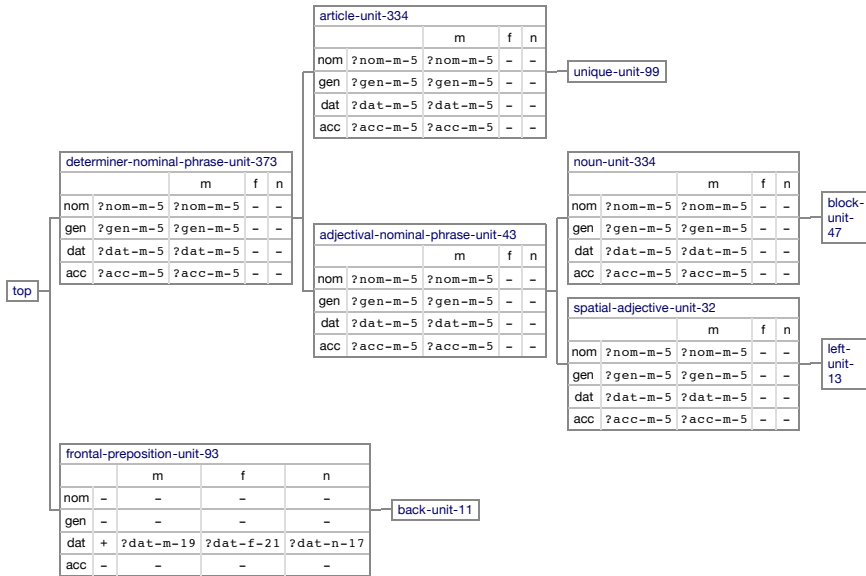 article-unit-334
m f n
nom ?nom-m-5 ?nom-m-5 - -
gen ?gen-m-5 ?gen-m-5 - -
dat ?dat-m-5 ?dat-m-5 - -
acc ?acc-m-5 ?acc-m-5 - -
unique-unit-99
determiner-nominal-phrase-unit-373
m f n
nom ?nom-m-5 ?nom-m-5 - -
gen ?gen-m-5 ?gen-m-5 - -
dat ?dat-m-5 ?dat-m-5 - -
acc ?acc-m-5 ?acc-m-5 - -
noun-unit-334
m f n
nom ?nom-m-5 ?nom-m-5 - -
gen ?gen-m-5 ?gen-m-5 - -
dat ?dat-m-5 ?dat-m-5 - -
acc ?acc-m-5 ?acc-m-5 - -
block-
unit-
47
adjectival-nominal-phrase-unit-43
m f n
nom ?nom-m-5 ?nom-m-5 - -
gen ?gen-m-5 ?gen-m-5 - -
dat ?dat-m-5 ?dat-m-5 - -
acc ?acc-m-5 ?acc-m-5 - -
top
spatial-adjective-unit-32
m f n
nom ?nom-m-5 ?nom-m-5 - -
gen ?gen-m-5 ?gen-m-5 - -
dat ?dat-m-5 ?dat-m-5 - -
acc ?acc-m-5 ?acc-m-5 - -
left-
unit-
13
frontal-preposition-unit-93
m f n
nom - - - -
gen - - - -
dat + ?dat-m-19 ?dat-f-21 ?dat-n-17
acc - - - -
back-unit-11